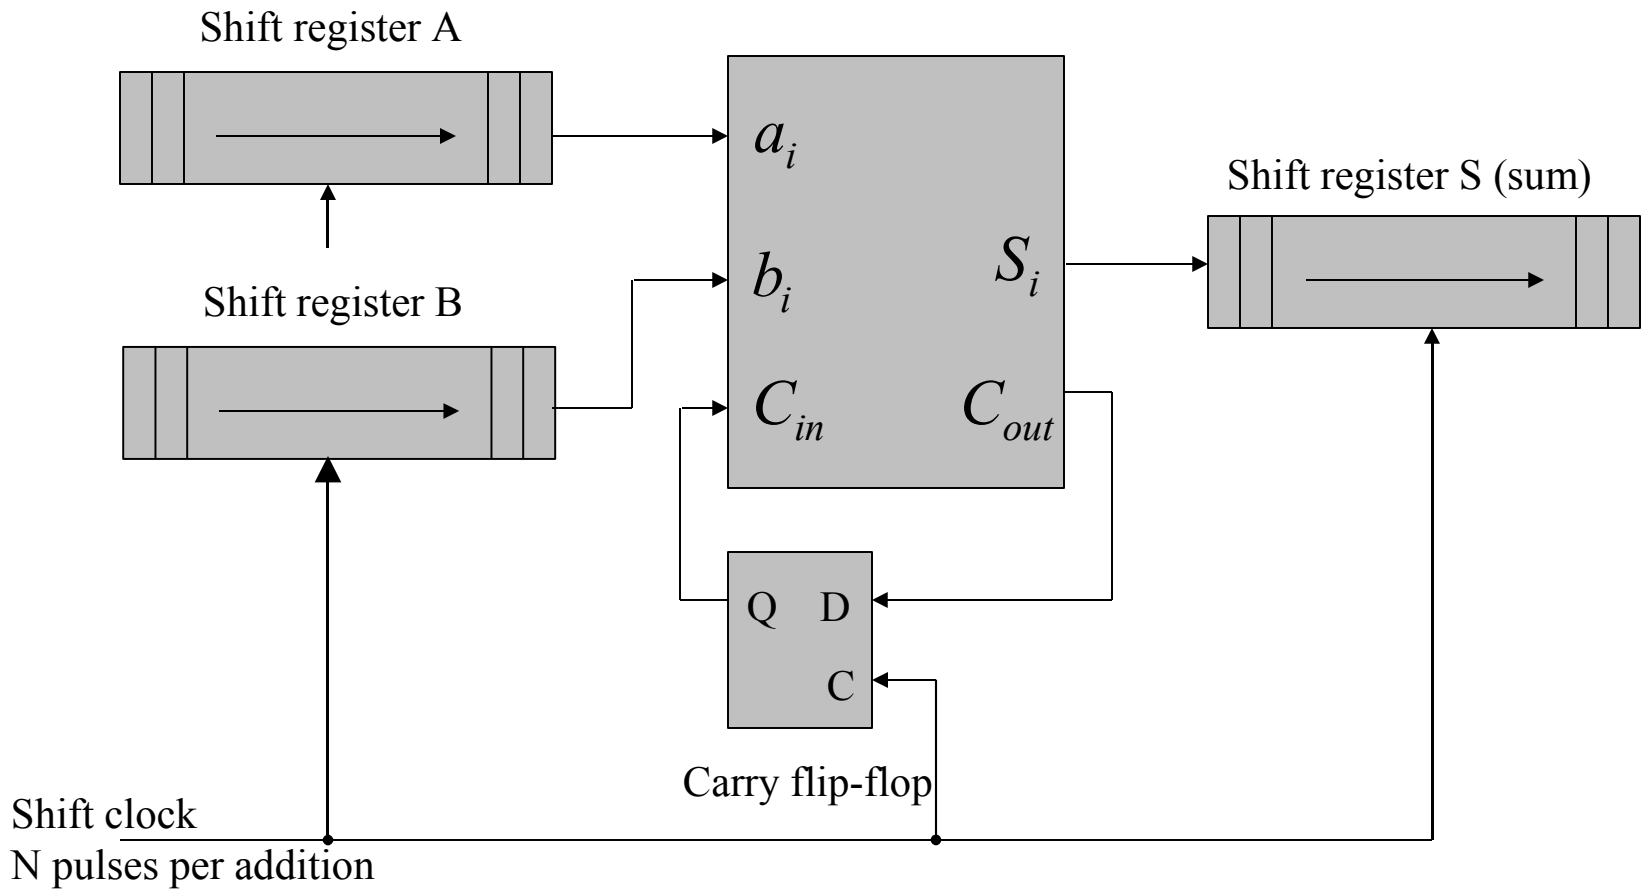 Shift register A
a_i
Shift register S (sum)
S_i
b_i
Shift register B
C_in
C_out
Q D
C
Carry flip-flop
Shift clock
N pulses per addition